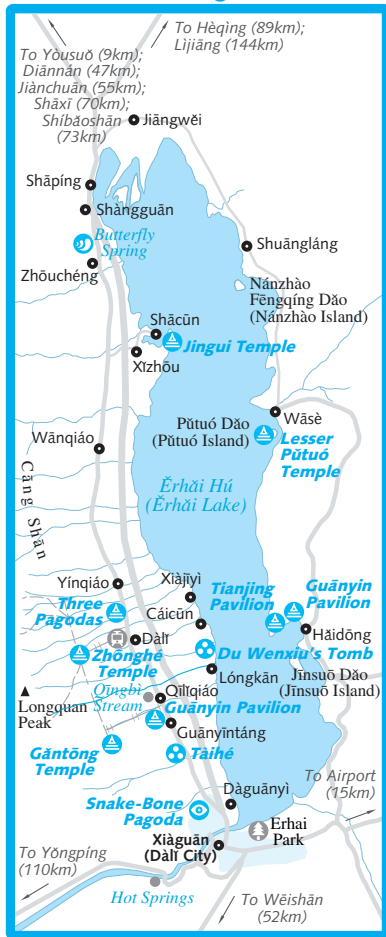 To Hèqìng (89km);
Lìjiāng (144km)
To Yòusuǒ (9km);
Diānnán (47km);
Jiànchuān (55km);
Shāxī (70km);
Shíbǎoshān
(73km)
Jiāngwěi
Shāpíng
Shàngguān
Butterfly
Spring
Shuāngláng
Zhōuchéng
Nánzhào
Fēngqíng Dǎo
(Nánzhào Island)
Shācūn
Jingui Temple
Xǐzhōu
Wāsè
Pǔtuó Dǎo
(Pǔtuó Island)
Lesser
Pǔtuó
Temple
Wānqiáo
Cāng Shān
Ěrhǎi Hú
(Ěrhǎi Lake)
Yínqiáo
Xiàjīyì
Tianjing
Pavilion
Guānyīn
Pavilion
Three
Pagodas
Cáicūn
Dàlǐ
Hǎidōng
Zhōnghé
Temple
Du Wenxiu's Tomb
Lóngkān
Qīngbì
Stream
Jīnsuō Dǎo
(Jīnsuō Island)
Longquan
Peak
Qīlǐqiáo
Guānyīn Pavilion
Guānyīntáng
Gǎntōng
Temple
Taihé
To Airport
(15km)
Dàguānyì
Snake-Bone
Pagoda
Erhai
Park
Xiàguān
(Dàlǐ City)
To Yǒngpíng
(110km)
Hot Springs
To Wēishān
(52km)